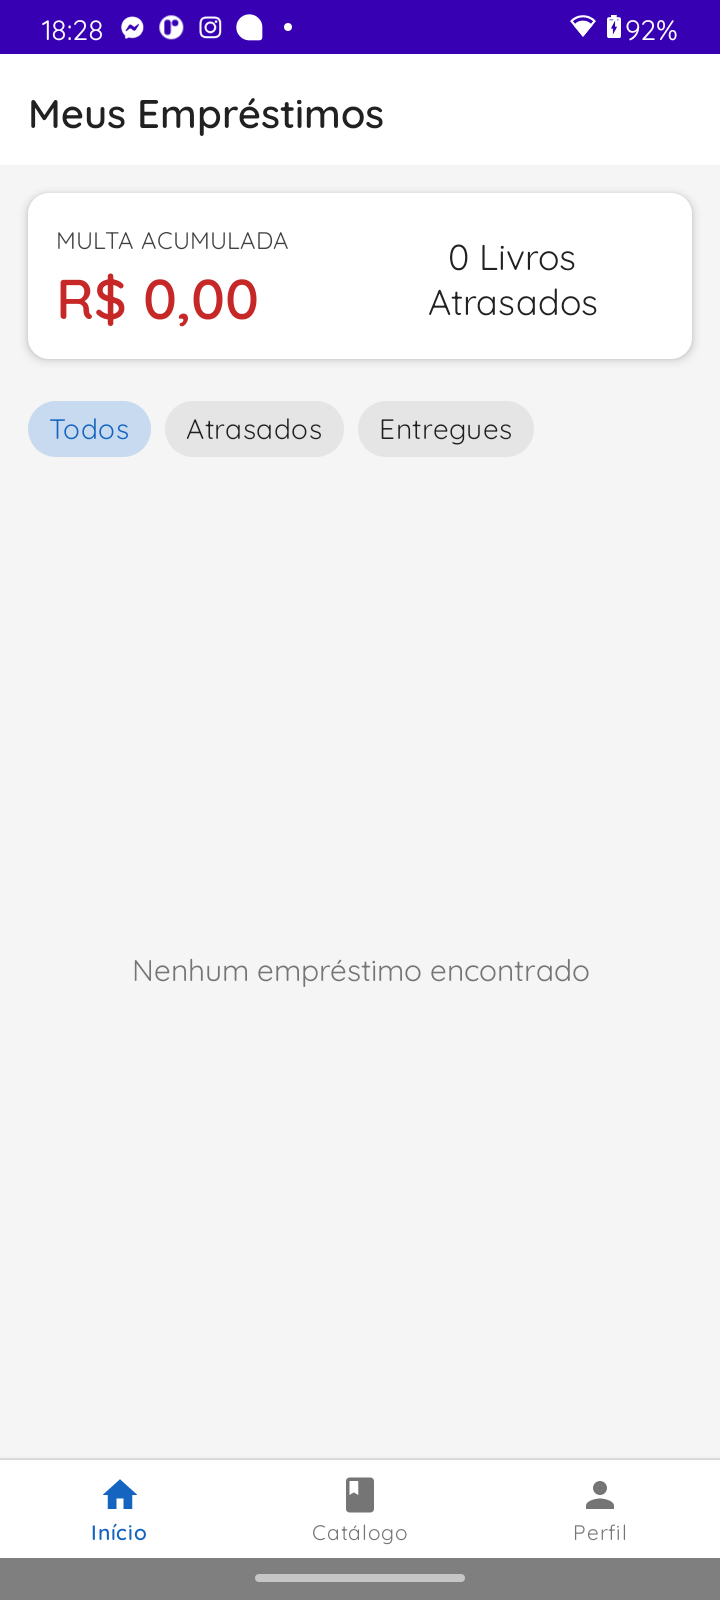 18:28
92%
Meus Empréstimos
MULTA ACUMULADA
R$ 0,00
0 Livros
Atrasados
Todos
Atrasados
Entregues
Nenhum empréstimo encontrado
Início
Catálogo
Perfil